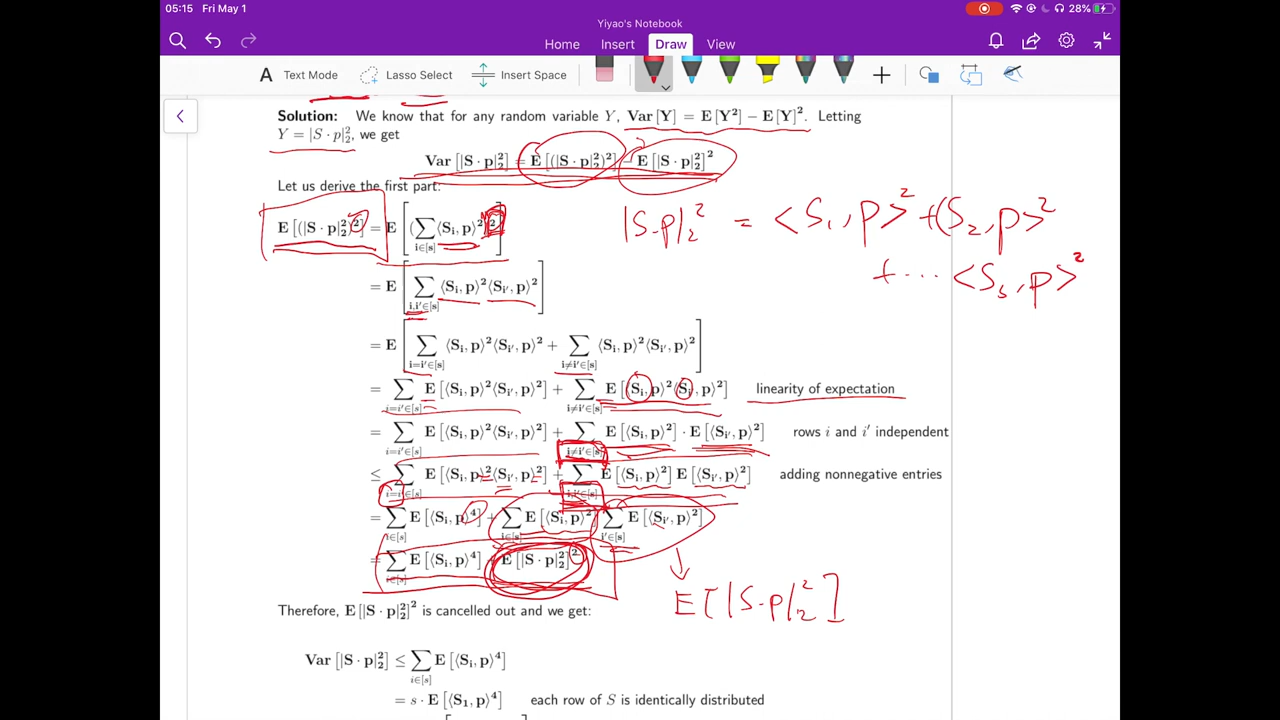 05:15 Fri May 1
28%
Yiyao's Notebook
Home Insert Draw View
A Text Mode Lasso Select Insert Space
Solution: We know that for any random variable Y, Var [Y] = E [Y²] − E [Y]². Letting
Y = |S · p|₂², we get
Var [|S · p|₂²] = E [(|S · p|₂²)²] − E [|S · p|₂²]²
Let us derive the first part:
E [(|S · p|₂²)²] = E [(∑_{i∈[s]} ⟨Sᵢ, p⟩²)²]
|S·p|₂² = <S₁, p>² + (S₂, p>²
+ ··· <Sₛ, p>²
= E [∑_{i,i′∈[s]} ⟨Sᵢ, p⟩²⟨Sᵢ′, p⟩²]
= E [∑_{i=i′∈[s]} ⟨Sᵢ, p⟩²⟨Sᵢ′, p⟩² + ∑_{i≠i′∈[s]} ⟨Sᵢ, p⟩²⟨Sᵢ′, p⟩²]
= ∑_{i=i′∈[s]} E [⟨Sᵢ, p⟩²⟨Sᵢ′, p⟩²] + ∑_{i≠i′∈[s]} E [⟨Sᵢ, p⟩²⟨Sᵢ′, p⟩²] linearity of expectation
= ∑_{i=i′∈[s]} E [⟨Sᵢ, p⟩²⟨Sᵢ′, p⟩²] + ∑_{i≠i′∈[s]} E [⟨Sᵢ, p⟩²] · E [⟨Sᵢ′, p⟩²] rows i and i′ independent
≤ ∑_{i=i′∈[s]} E [⟨Sᵢ, p⟩²⟨Sᵢ′, p⟩²] + ∑_{i,i′∈[s]} E [⟨Sᵢ, p⟩²] E [⟨Sᵢ′, p⟩²] adding nonnegative entries
= ∑_{i∈[s]} E [⟨Sᵢ, p⟩⁴] + ∑_{i∈[s]} E [⟨Sᵢ, p⟩²] ∑_{i′∈[s]} E [⟨Sᵢ′, p⟩²]
= ∑_{i∈[s]} E [⟨Sᵢ, p⟩⁴] + E [|S · p|₂²]²
E[|S·p|₂²]
Therefore, E [|S · p|₂²]² is cancelled out and we get:
Var [|S · p|₂²] ≤ ∑_{i∈[s]} E [⟨Sᵢ, p⟩⁴]
= s · E [⟨S₁, p⟩⁴] each row of S is identically distributed